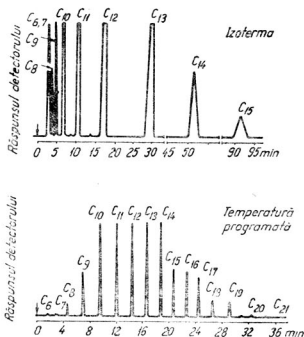 Răspunsul detectorului
C6,7
C9
C8
C10
C11
C12
C13
C14
C15
Izoterma
0 5 10 15 20 25 30 45 50 90 95 min
Răspunsul detectorului
Temperatură
programată
C6
C7
C8
C9
C10
C11
C12
C13
C14
C15
C16
C17
C18
C19
C20
C21
0 4 8 12 16 20 24 28 32 36 min